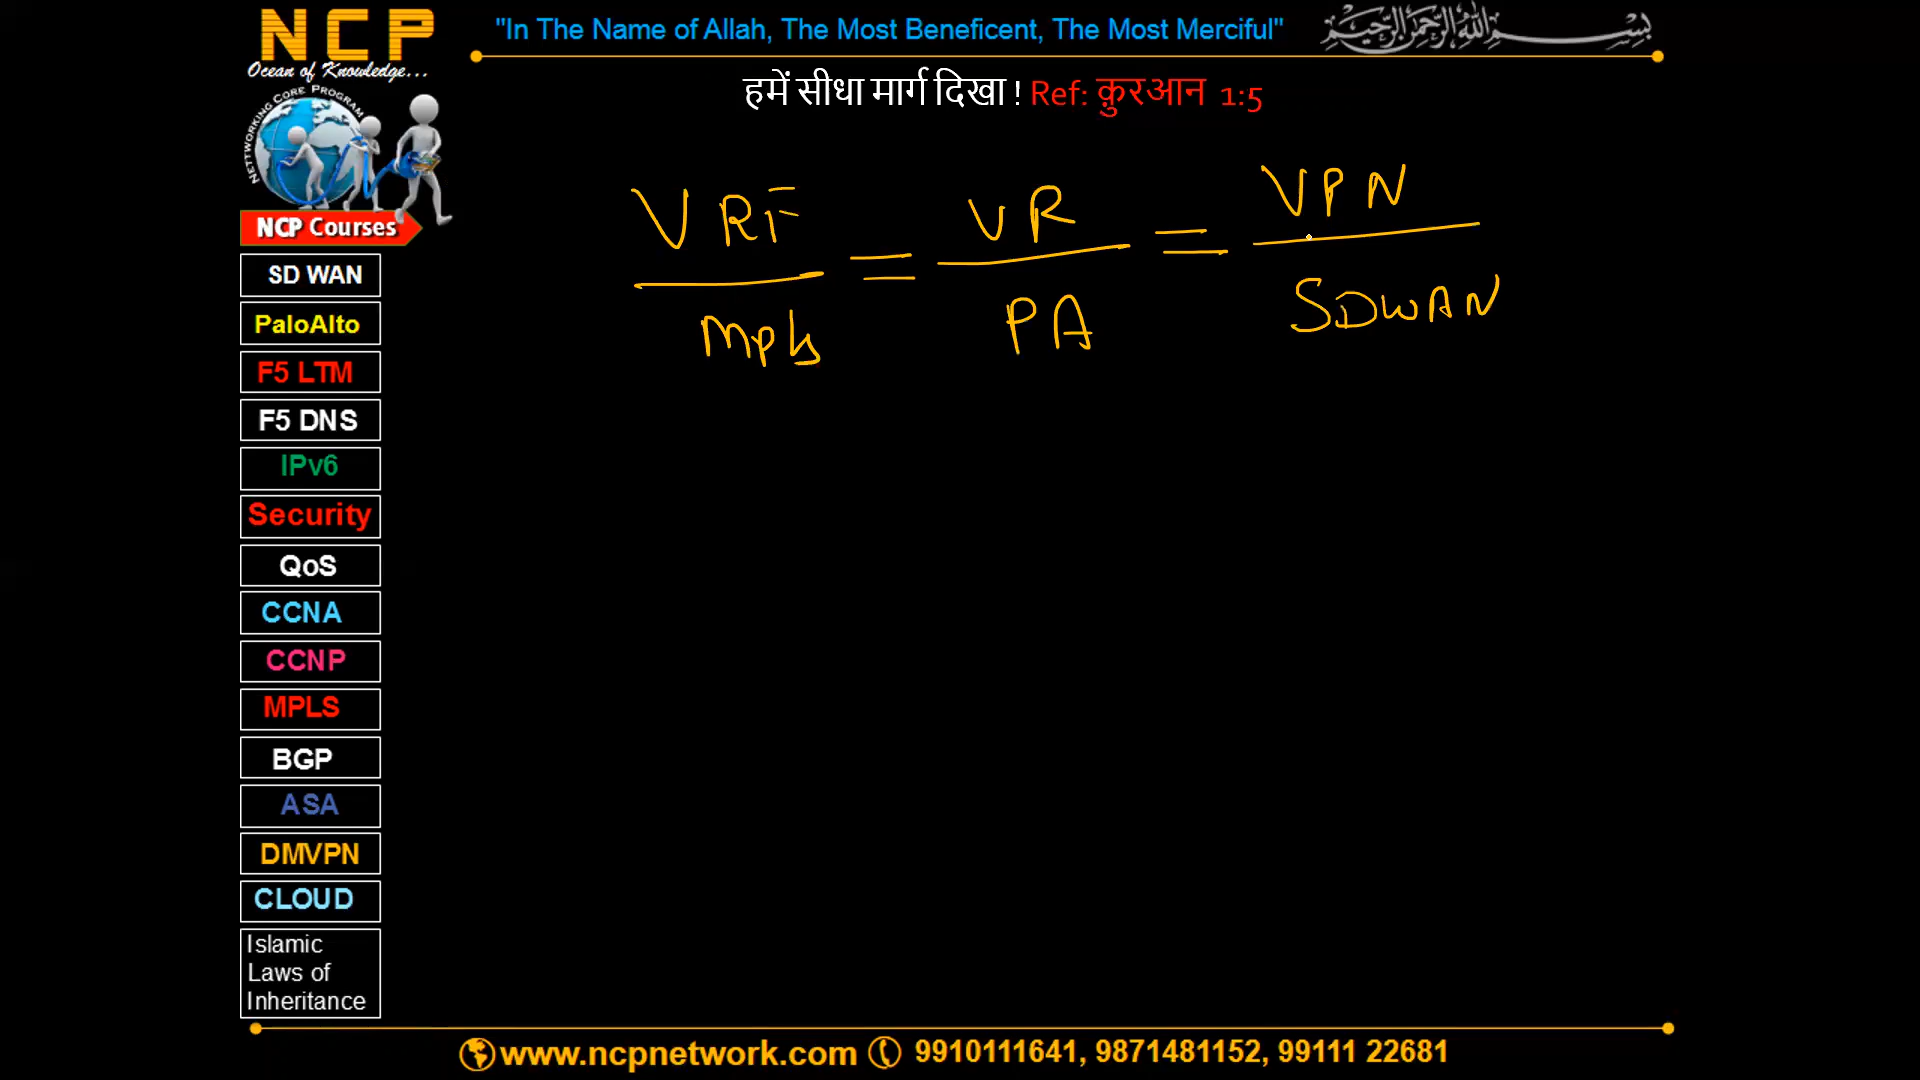 NCP
Ocean of Knowledge...
"In The Name of Allah, The Most Beneficent, The Most Merciful"
بِسْمِ اللهِ الرَّحْمٰنِ الرَّحِيْمِ
हमें सीधा मार्ग दिखा ! Ref: क़ुरआन 1:5
NETTWORKING CORE PROGRAM
NCP Courses
SD WAN
PaloAlto
F5 LTM
F5 DNS
IPv6
Security
QoS
CCNA
CCNP
MPLS
BGP
ASA
DMVPN
CLOUD
Islamic
Laws of
Inheritance
VRF = VR = VPN
Mpls PA SDWAN
www.ncpnetwork.com 9910111641, 9871481152, 99111 22681